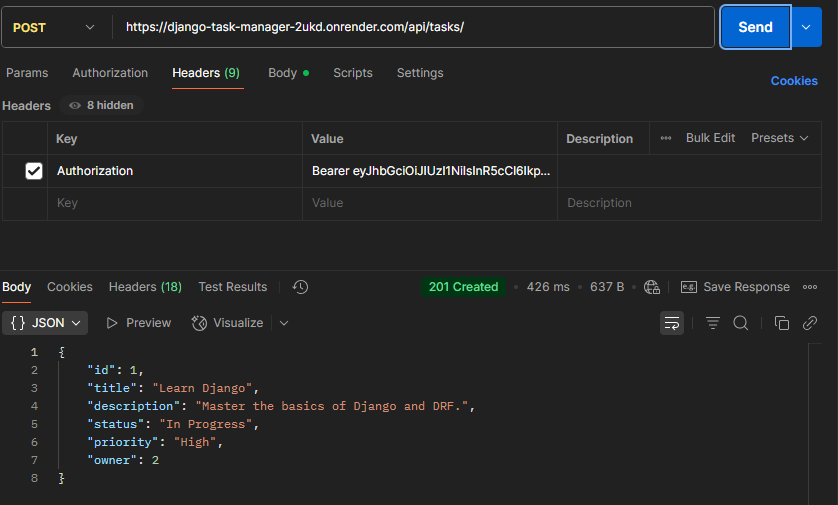 POST https://django-task-manager-2ukd.onrender.com/api/tasks/ Send
Params Authorization Headers (9) Body Scripts Settings Cookies
Headers 8 hidden
Key Value Description Bulk Edit Presets
Authorization Bearer eyJhbGciOiJIUzI1NiIsInR5cCI6Ikp...
Key Value Description
Body Cookies Headers (18) Test Results 201 Created 426 ms 637 B e.g. Save Response
{} JSON Preview Visualize
1 {
2 "id": 1,
3 "title": "Learn Django",
4 "description": "Master the basics of Django and DRF.",
5 "status": "In Progress",
6 "priority": "High",
7 "owner": 2
8 }